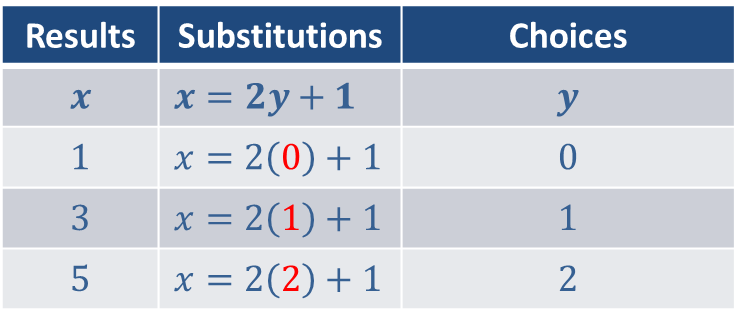 Results Substitutions Choices
x x = 2y + 1 y
1 x = 2(0) + 1 0
3 x = 2(1) + 1 1
5 x = 2(2) + 1 2